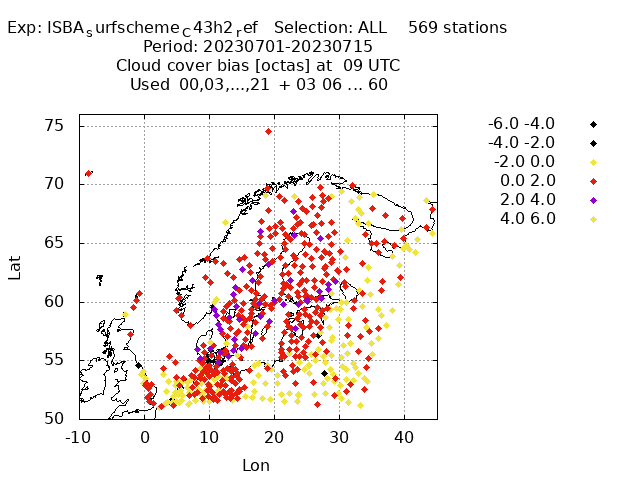 Exp: ISBA_surfscheme_C43h2_ref Selection: ALL 569 stations
Period: 20230701-20230715
Cloud cover bias [octas] at 09 UTC
Used 00,03,...,21 + 03 06 ... 60
-6.0 -4.0
-4.0 -2.0
-2.0 0.0
0.0 2.0
2.0 4.0
4.0 6.0
75
70
65
60
55
50
Lat
-10 0 10 20 30 40
Lon